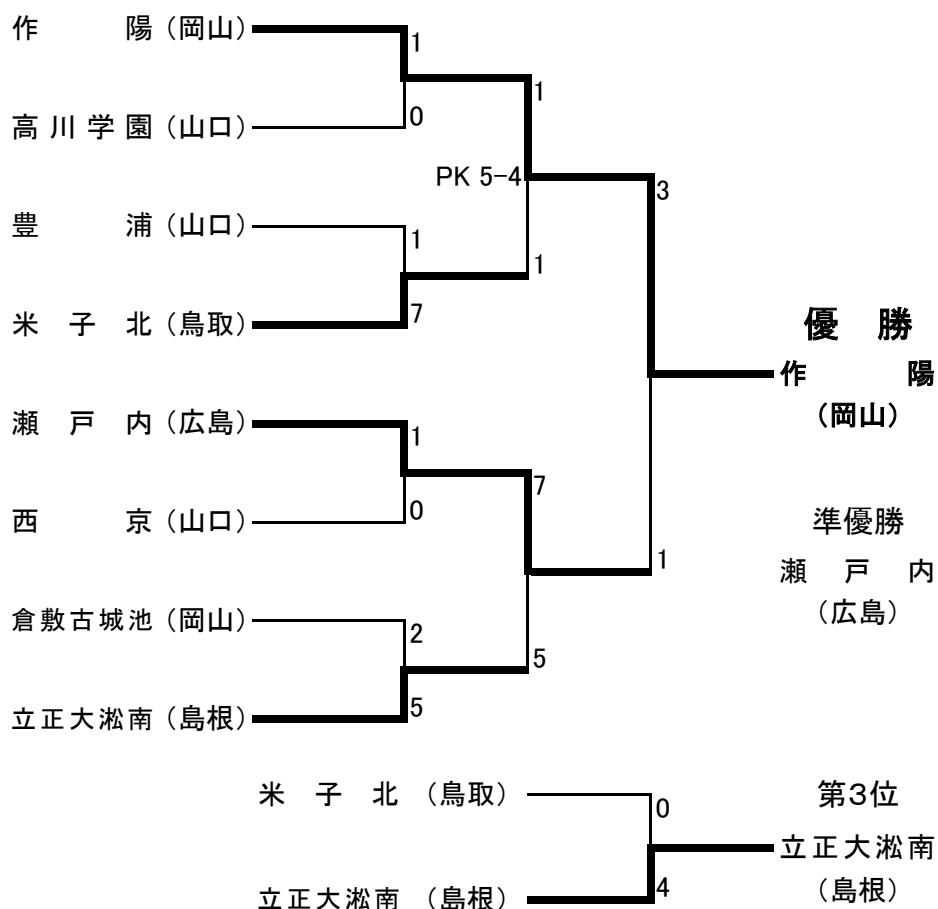 作陽（岡山）
1
0
高川学園（山口）
1
PK 5-4
3
豊浦（山口）
1
1
7
米子北（鳥取）
優勝
作陽
（岡山）
瀬戸内（広島）
1
7
0
西京（山口）
準優勝
1
瀬戸内
（広島）
倉敷古城池（岡山）
2
5
5
立正大淞南（島根）
米子北（鳥取）
0
第3位
立正大淞南
（島根）
4
立正大淞南（島根）